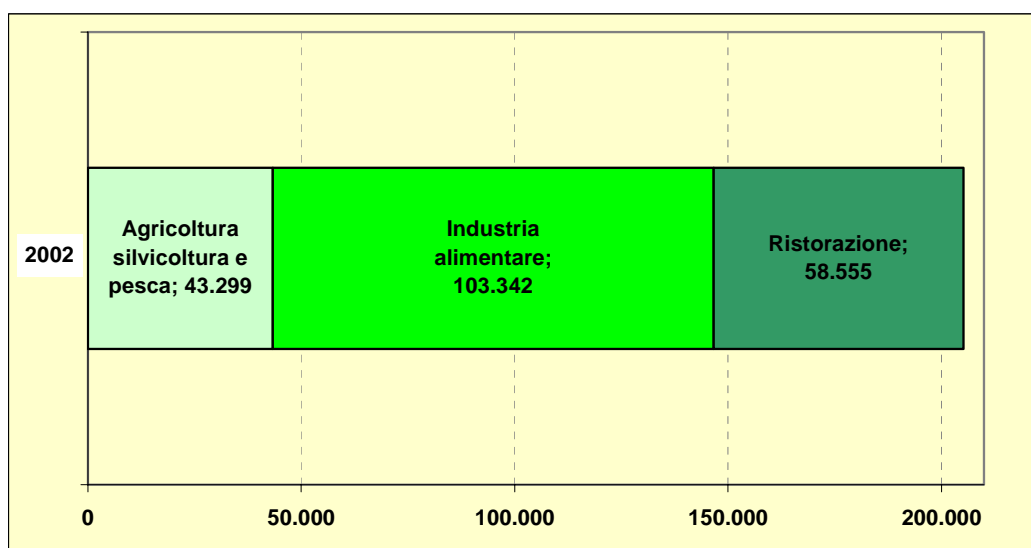 2002
Agricoltura
silvicoltura e
pesca; 43.299
Industria
alimentare;
103.342
Ristorazione;
58.555
0
50.000
100.000
150.000
200.000